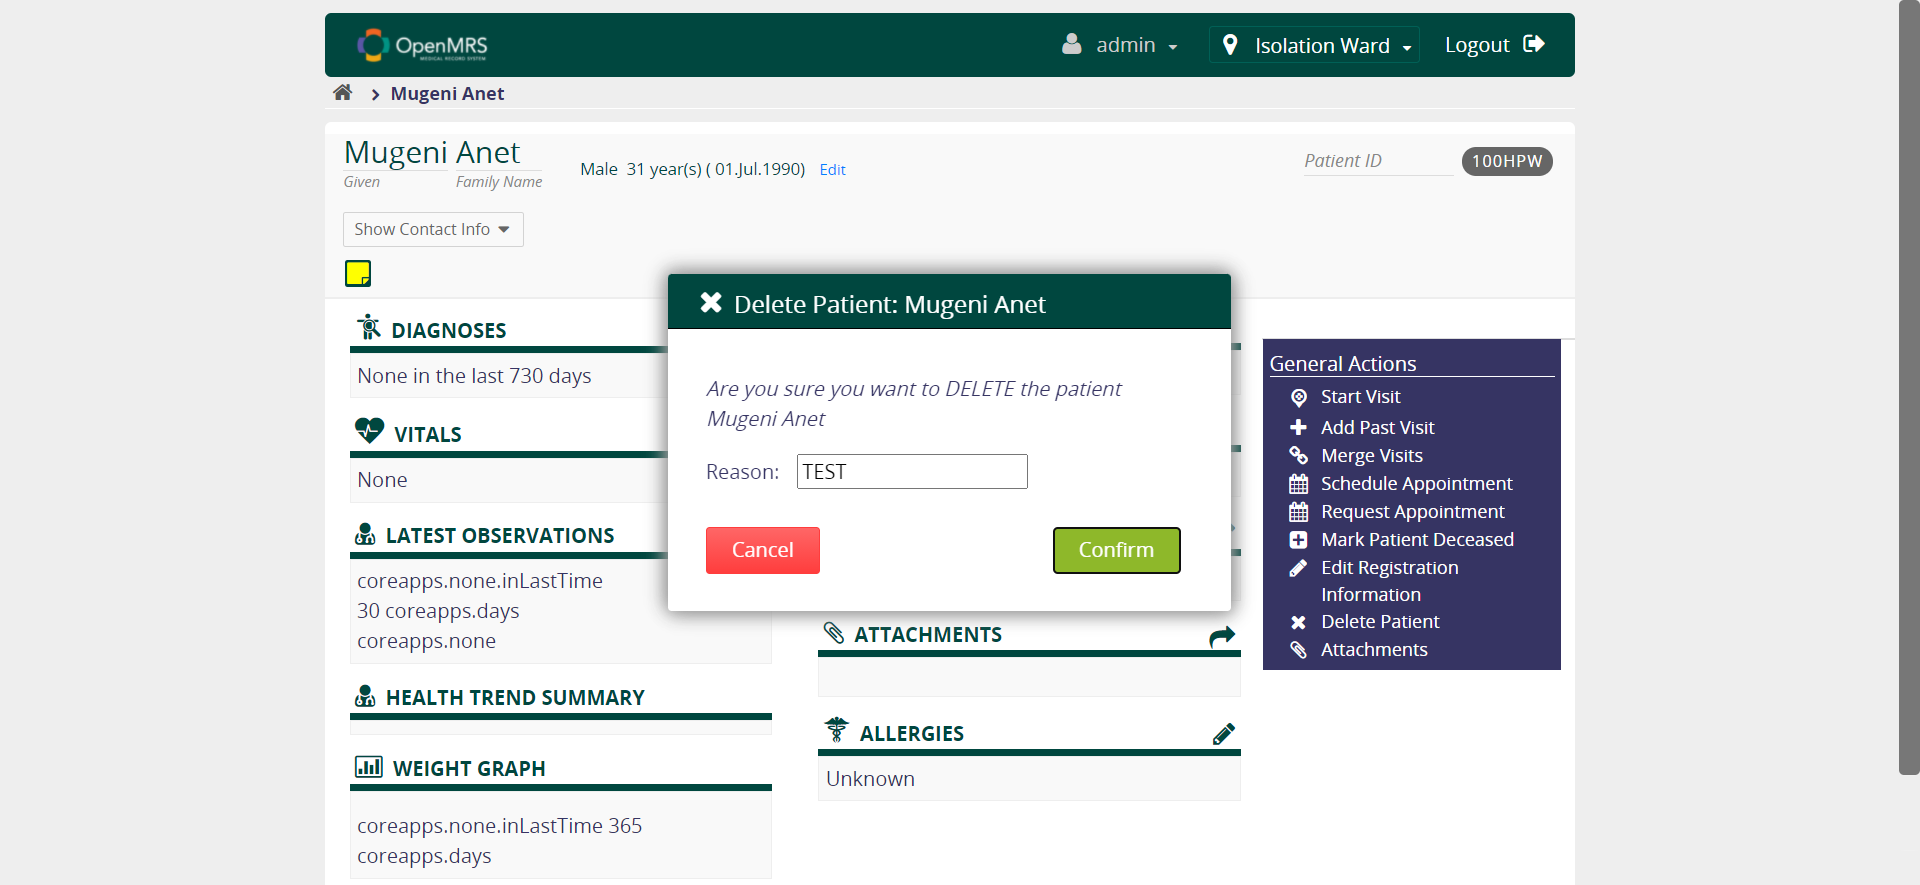 OpenMRS
MEDICAL RECORD SYSTEM
admin
Isolation Ward
Logout
Mugeni Anet
Mugeni Anet
Given Family Name
Male 31 year(s) ( 01.Jul.1990) Edit
Patient ID 100HPW
Show Contact Info
Delete Patient: Mugeni Anet
Are you sure you want to DELETE the patient
Mugeni Anet
Reason: TEST
Cancel Confirm
DIAGNOSES
None in the last 730 days
VITALS
None
LATEST OBSERVATIONS
coreapps.none.inLastTime
30 coreapps.days
coreapps.none
HEALTH TREND SUMMARY
WEIGHT GRAPH
coreapps.none.inLastTime 365
coreapps.days
ATTACHMENTS
ALLERGIES
Unknown
General Actions
Start Visit
Add Past Visit
Merge Visits
Schedule Appointment
Request Appointment
Mark Patient Deceased
Edit Registration
Information
Delete Patient
Attachments